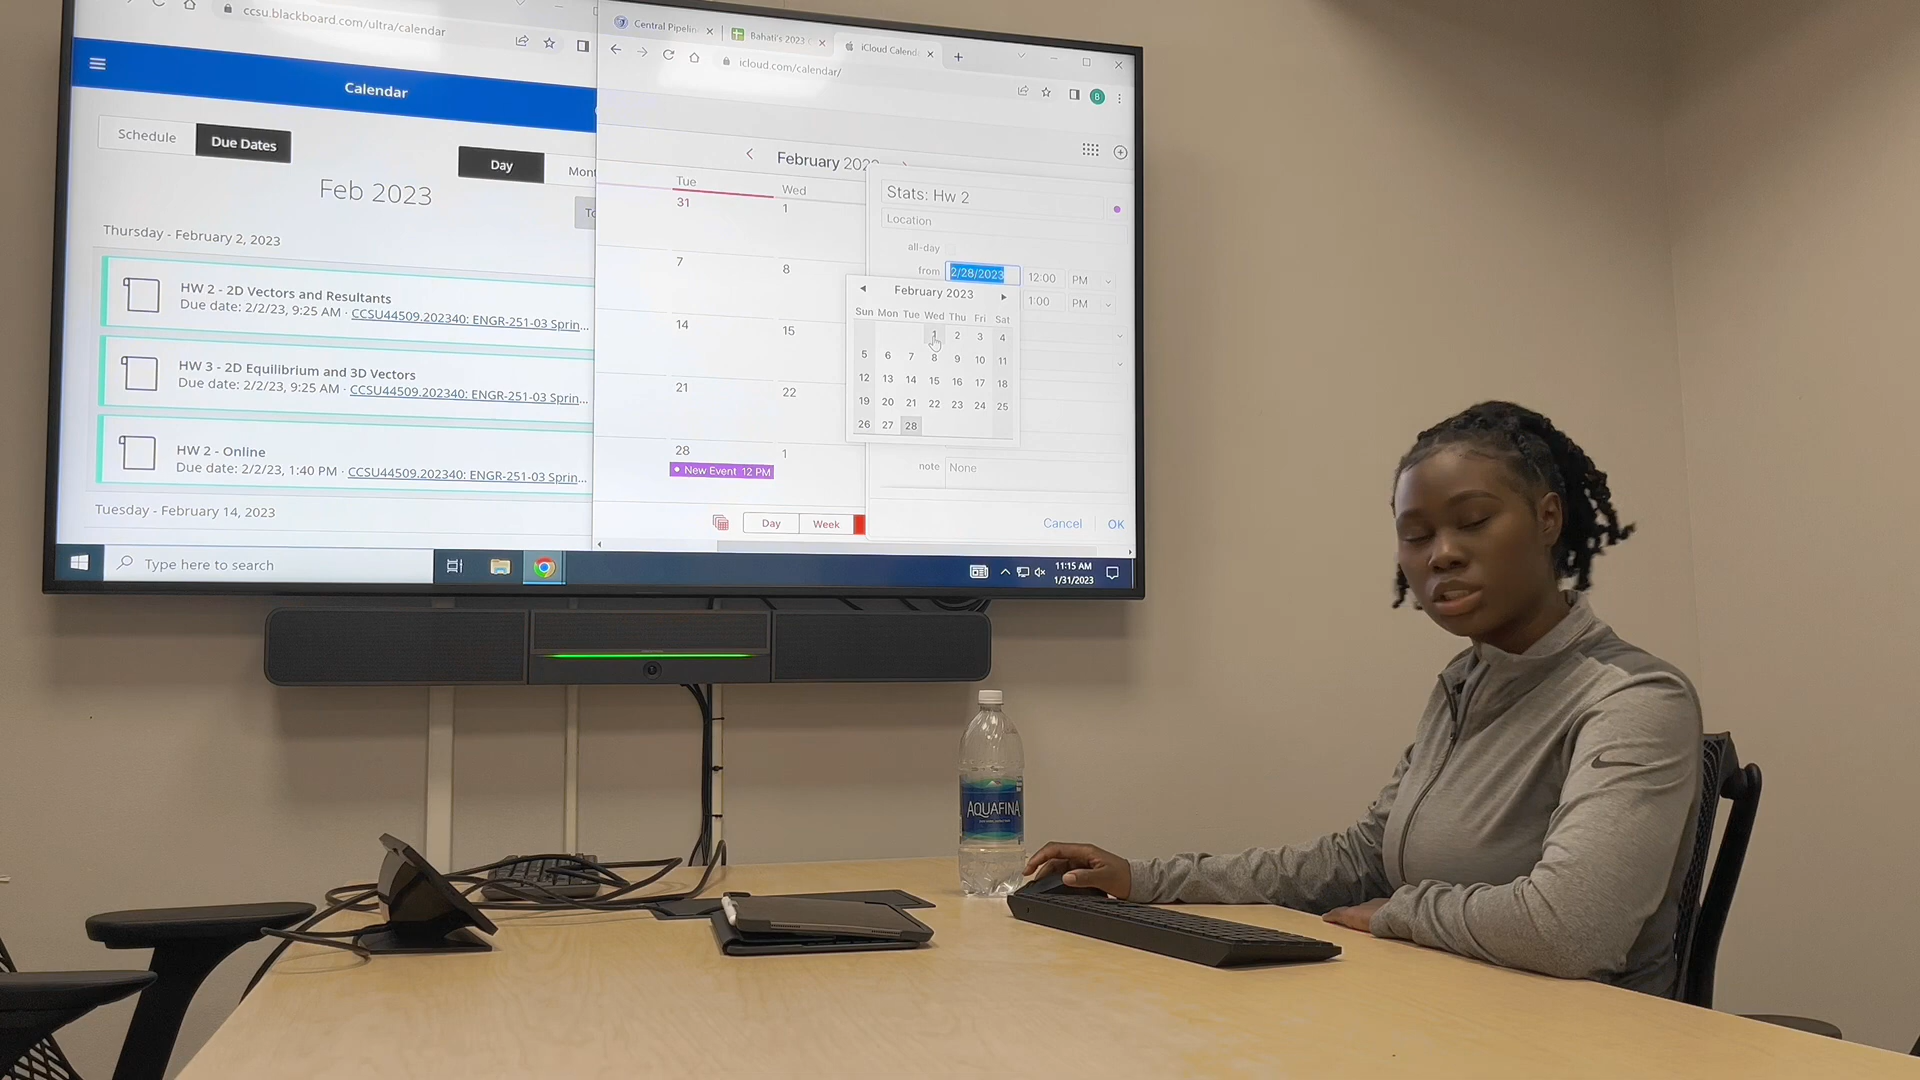 ccsu.blackboard.com/ultra/calendar
Calendar
Schedule
Due Dates
Day
Feb 2023
Thursday - February 2, 2023
HW 2 - 2D Vectors and Resultants
Due date: 2/2/23, 9:25 AM · CCSU44509.202340: ENGR-251-03 Sprin...
HW 3 - 2D Equilibrium and 3D Vectors
Due date: 2/2/23, 9:25 AM · CCSU44509.202340: ENGR-251-03 Sprin...
HW 2 - Online
Due date: 2/2/23, 1:40 PM · CCSU44509.202340: ENGR-251-03 Sprin...
Tuesday - February 14, 2023
Central Pipelin
Bahati's 2023
iCloud Calend
icloud.com/calendar/
B
February
Tue Wed
31 1
7 8
14 15
21 22
28 1
New Event 12 PM
Day Week
Stats: Hw 2
Location
all-day
from 2/28/2023 12:00 PM
1:00 PM
February 2023
Sun Mon Tue Wed Thu Fri Sat
1 2 3 4
5 6 7 8 9 10 11
12 13 14 15 16 17 18
19 20 21 22 23 24 25
26 27 28
note None
Cancel OK
Type here to search
11:15 AM
1/31/2023
AQUAFINA